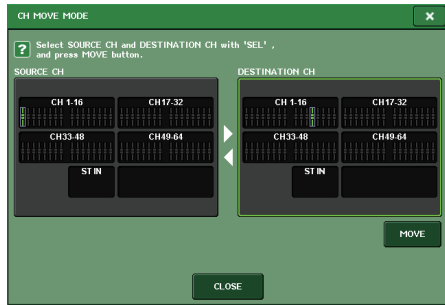 CH MOVE MODE
×
? Select SOURCE CH and DESTINATION CH with 'SEL' ,
and press MOVE button.
SOURCE CH
DESTINATION CH
CH 1-16
CH17-32
CH33-48
CH49-64
ST IN
CH 1-16
CH17-32
CH33-48
CH49-64
ST IN
MOVE
CLOSE